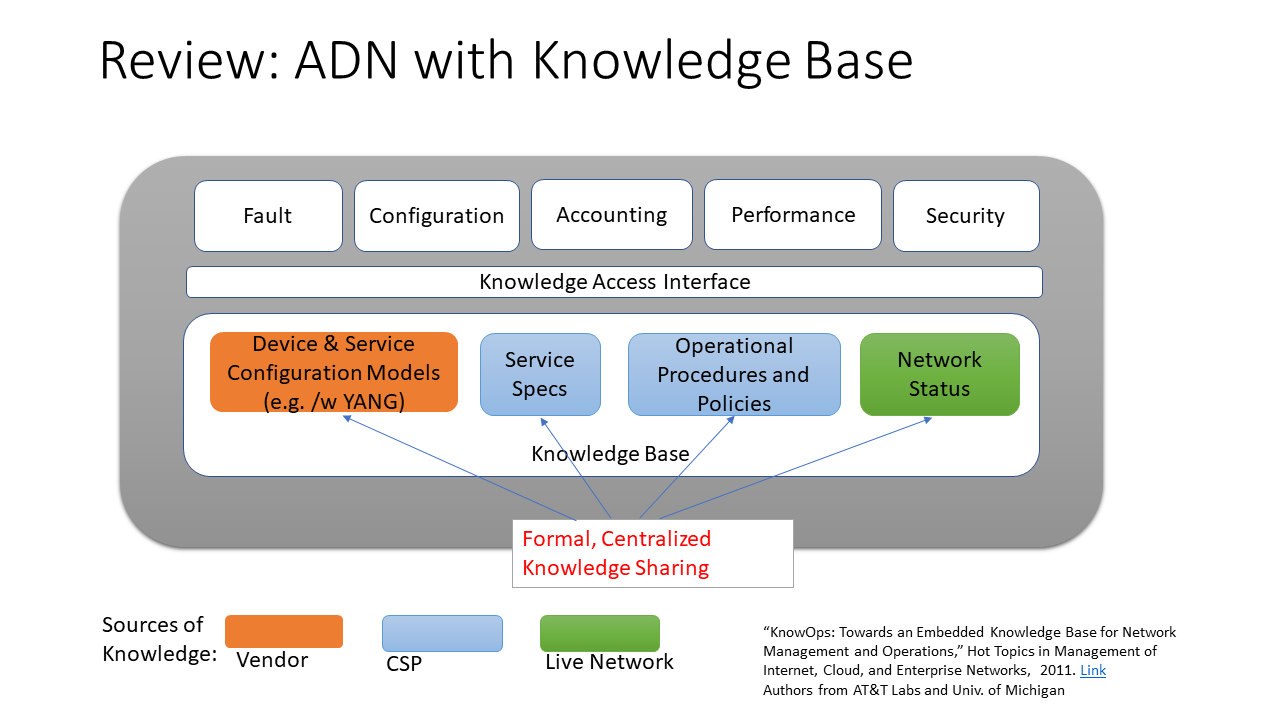 Review: ADN with Knowledge Base
Fault
Configuration
Accounting
Performance
Security
Knowledge Access Interface
Device & Service
Configuration Models
(e.g. /w YANG)
Service
Specs
Operational
Procedures and
Policies
Network
Status
Knowledge Base
Formal, Centralized
Knowledge Sharing
Sources of
Knowledge:
Vendor
CSP
Live Network
“KnowOps: Towards an Embedded Knowledge Base for Network
Management and Operations,” Hot Topics in Management of
Internet, Cloud, and Enterprise Networks, 2011. Link
Authors from AT&T Labs and Univ. of Michigan